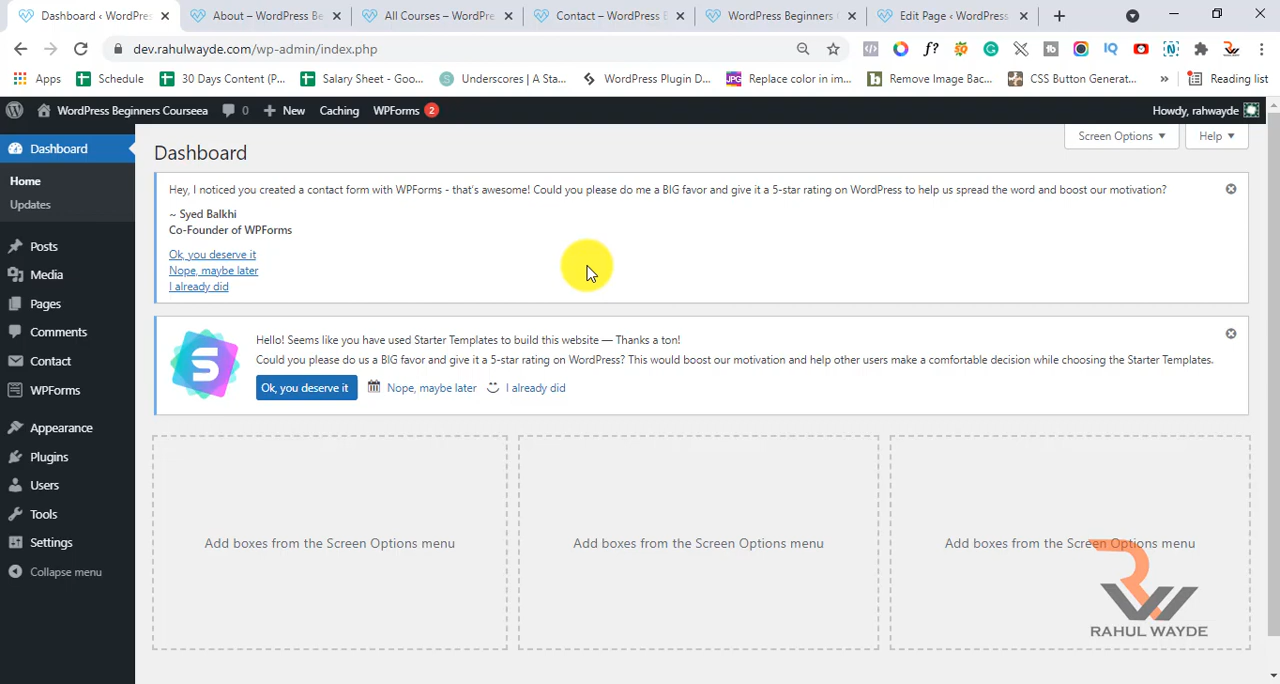 Dashboard ‹ WordPres
About – WordPress Be
All Courses – WordPre
Contact – WordPress B
WordPress Beginners
Edit Page ‹ WordPress
dev.rahulwayde.com/wp-admin/index.php
Apps
Schedule
30 Days Content (P...
Salary Sheet - Goo...
Underscores | A Sta...
WordPress Plugin D...
Replace color in im...
Remove Image Bac...
CSS Button Generat...
Reading list
WordPress Beginners Courseea
0
New
Caching
WPForms 2
Howdy, rahwayde
Dashboard
Home
Updates
Posts
Media
Pages
Comments
Contact
WPForms
Appearance
Plugins
Users
Tools
Settings
Collapse menu
Screen Options
Help
Dashboard
Hey, I noticed you created a contact form with WPForms - that's awesome! Could you please do me a BIG favor and give it a 5-star rating on WordPress to help us spread the word and boost our motivation?
~ Syed Balkhi
Co-Founder of WPForms
Ok, you deserve it
Nope, maybe later
I already did
Hello! Seems like you have used Starter Templates to build this website — Thanks a ton!
Could you please do us a BIG favor and give it a 5-star rating on WordPress? This would boost our motivation and help other users make a comfortable decision while choosing the Starter Templates.
Ok, you deserve it
Nope, maybe later
I already did
Add boxes from the Screen Options menu
Add boxes from the Screen Options menu
Add boxes from the Screen Options menu
RAHUL WAYDE